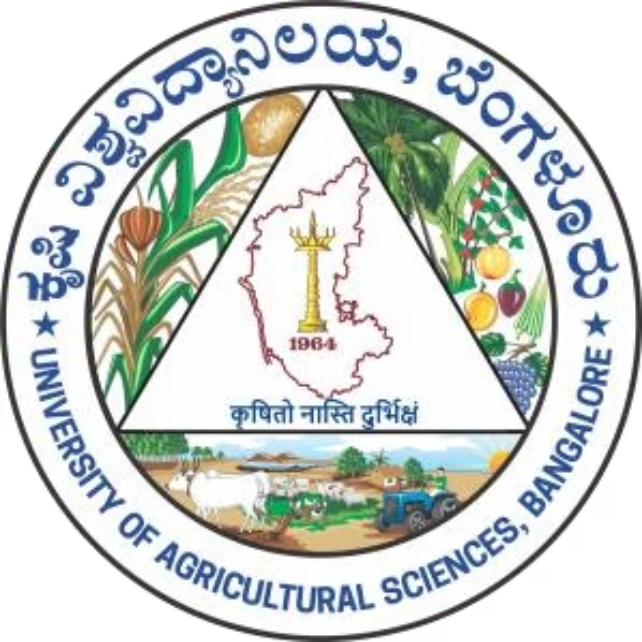 ಕೃಷಿ ವಿಶ್ವವಿದ್ಯಾನಿಲಯ, ಬೆಂಗಳೂರು
1964
कृषितो नास्ति दुर्भिक्षं
UNIVERSITY OF AGRICULTURAL SCIENCES, BANGALORE